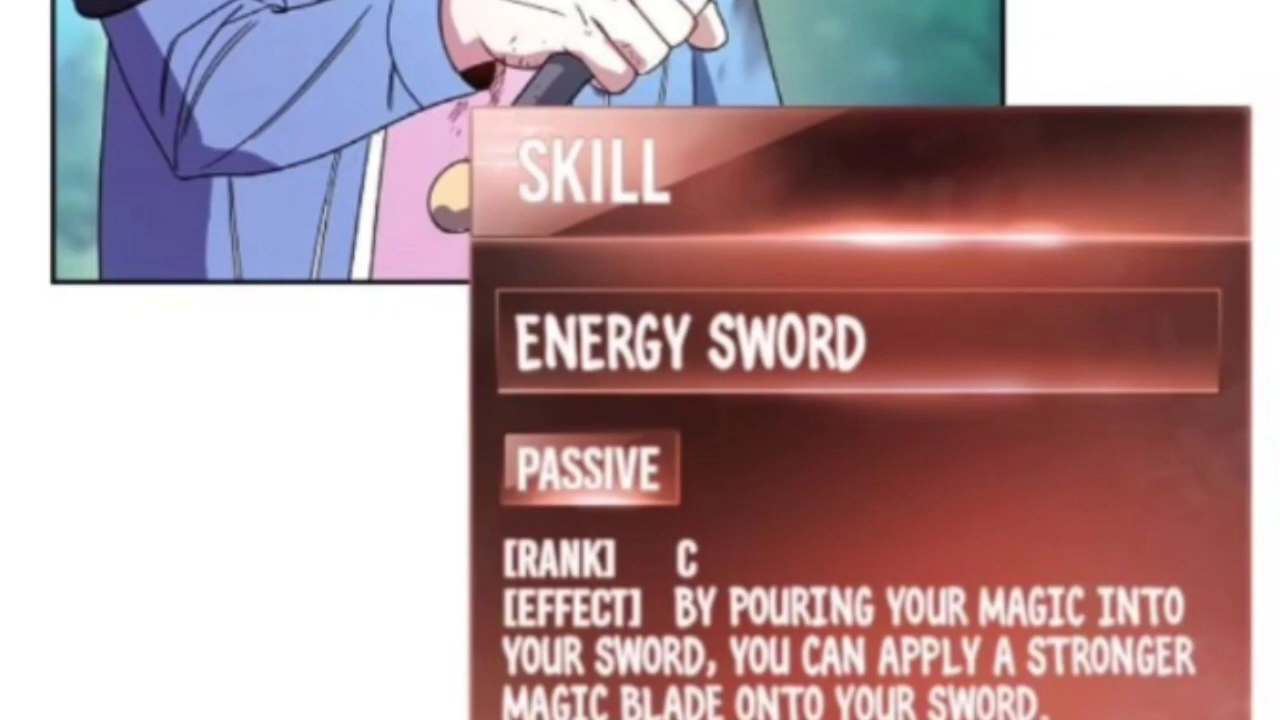 SKILL
ENERGY SWORD
PASSIVE
[RANK] C
[EFFECT] BY POURING YOUR MAGIC INTO
YOUR SWORD, YOU CAN APPLY A STRONGER
MAGIC BLADE ONTO YOUR SWORD.